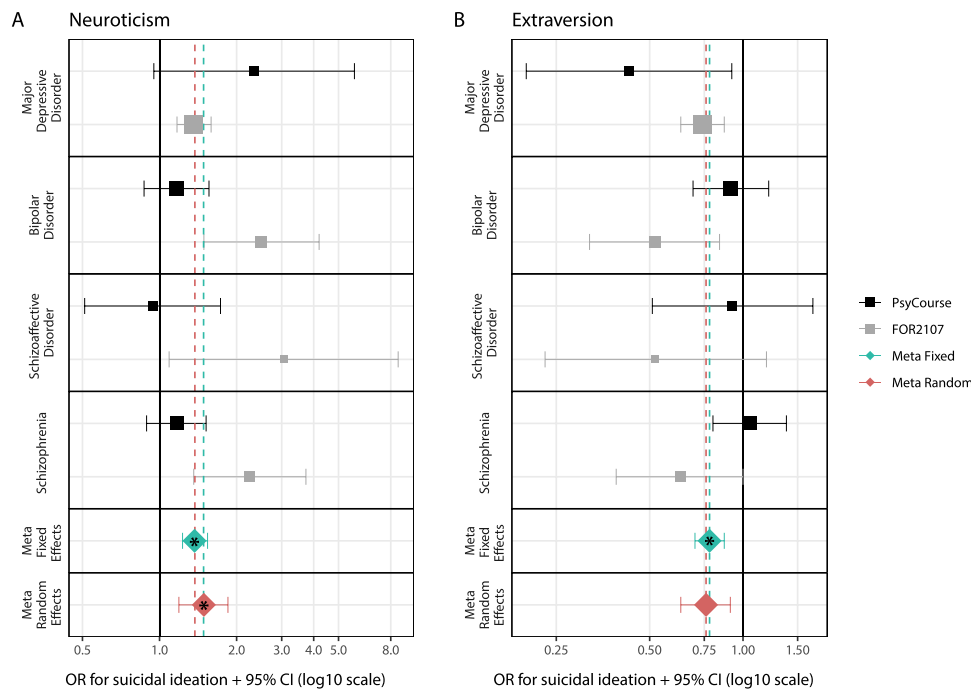 A Neuroticism
B Extraversion
Major
Depressive
Disorder
Bipolar
Disorder
Schizoaffective
Disorder
Schizophrenia
Meta
Fixed
Effects
Meta
Random
Effects
0.5 1.0 2.0 3.0 4.0 5.0 8.0
OR for suicidal ideation + 95% CI (log10 scale)
Major
Depressive
Disorder
Bipolar
Disorder
Schizoaffective
Disorder
Schizophrenia
Meta
Fixed
Effects
Meta
Random
Effects
0.25 0.50 0.75 1.00 1.50
OR for suicidal ideation + 95% CI (log10 scale)
PsyCourse
FOR2107
Meta Fixed
Meta Random